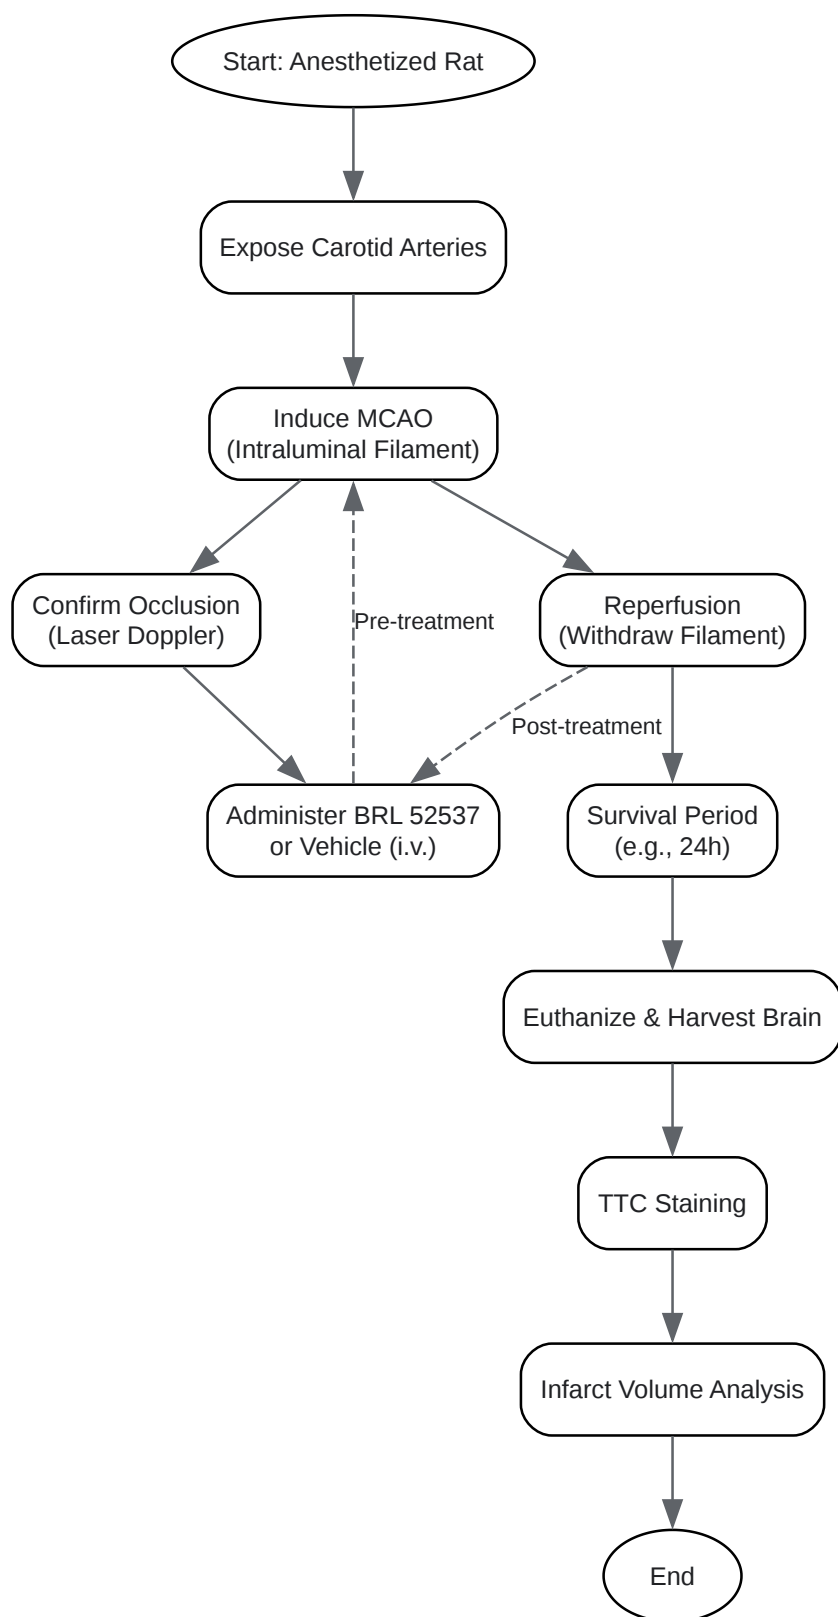 Start: Anesthetized Rat
Expose Carotid Arteries
Induce MCAO
(Intraluminal Filament)
Confirm Occlusion
(Laser Doppler)
Pre-treatment
Reperfusion
(Withdraw Filament)
Post-treatment
Administer BRL 52537
or Vehicle (i.v.)
Survival Period
(e.g., 24h)
Euthanize & Harvest Brain
TTC Staining
Infarct Volume Analysis
End